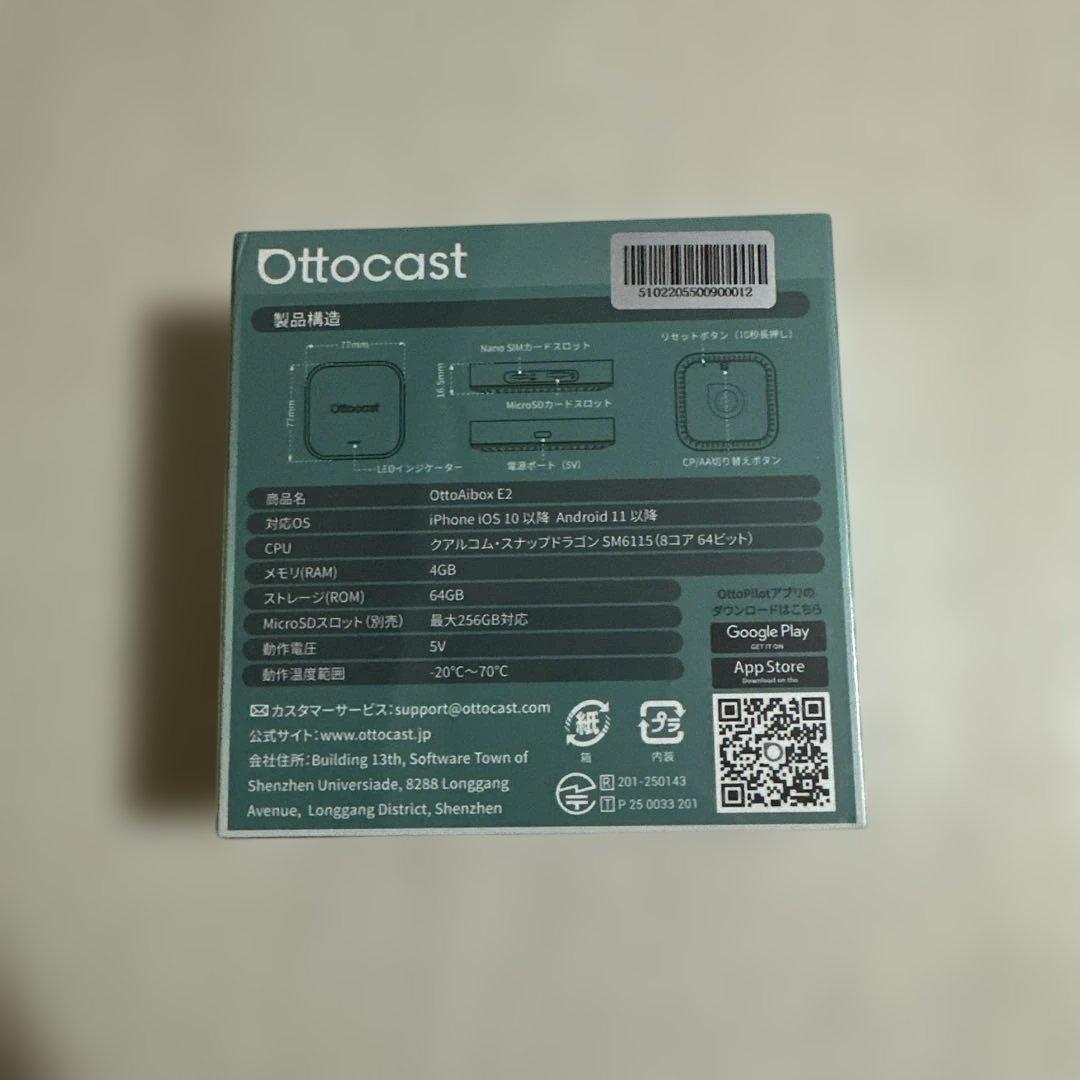 Ottocast
5102205500900012
製品構造
77mm
77mm
Ottocast
LEDインジケーター
Nano SIMカードスロット
16.5mm
MicroSDカードスロット
電源ポート（5V）
リセットボタン（10秒長押し）
CP/AA切り替えボタン
商品名 OttoAibox E2
対応OS iPhone iOS 10 以降 Android 11 以降
CPU クアルコム・スナップドラゴン SM6115（8コア 64ビット）
メモリ(RAM) 4GB
ストレージ(ROM) 64GB
MicroSDスロット（別売） 最大256GB対応
動作電圧 5V
動作温度範囲 -20℃～70℃
OttoPilotアプリの
ダウンロードはこちら
Google Play
GET IT ON
App Store
Download on the
カスタマーサービス：support@ottocast.com
公式サイト：www.ottocast.jp
会社住所：Building 13th, Software Town of
Shenzhen Universiade, 8288 Longgang
Avenue, Longgang District, Shenzhen
紙
箱
プラ
内装
R 201-250143
T P 25 0033 201